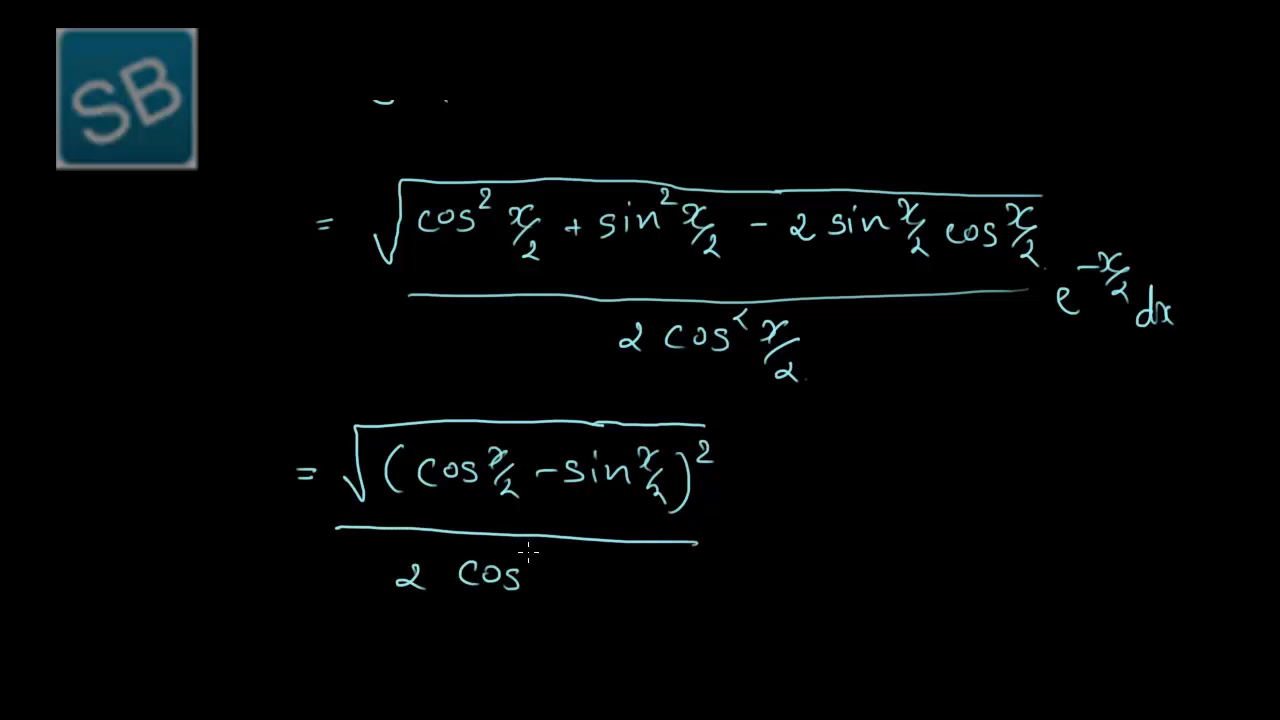 SB
= √(cos² x/2 + sin² x/2 - 2 sin x/2 cos x/2)
e^(-x/2) dx
2 cos² x/2
= √(cos x/2 - sin x/2)²
2 cos